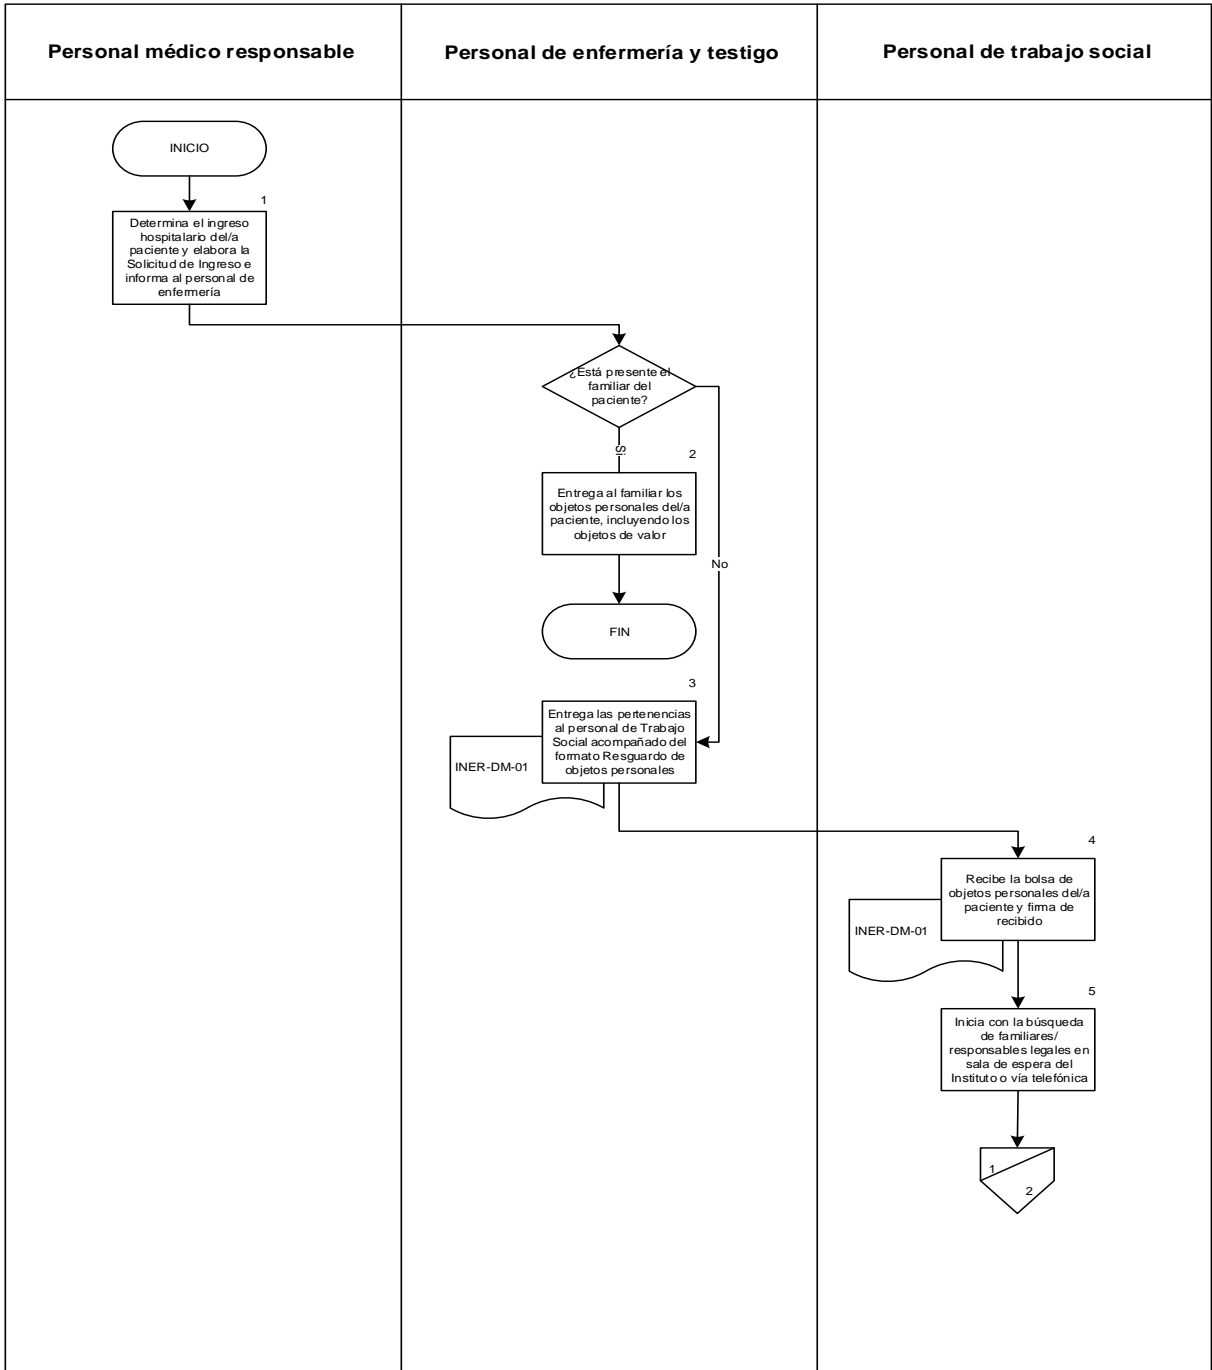 Personal médico responsable
Personal de enfermería y testigo
Personal de trabajo social
INICIO
1
Determina el ingreso
hospitalario del/a
paciente y elabora la
Solicitud de Ingreso e
informa al personal de
enfermería
¿Está presente el
familiar del
paciente?
Si
2
Entrega al familiar los
objetos personales del/a
paciente, incluyendo los
objetos de valor
No
FIN
3
Entrega las pertenencias
al personal de Trabajo
Social acompañado del
formato Resguardo de
objetos personales
INER-DM-01
4
Recibe la bolsa de
objetos personales del/a
paciente y firma de
recibido
INER-DM-01
5
Inicia con la búsqueda
de familiares/
responsables legales en
sala de espera del
Instituto o vía telefónica
1
2